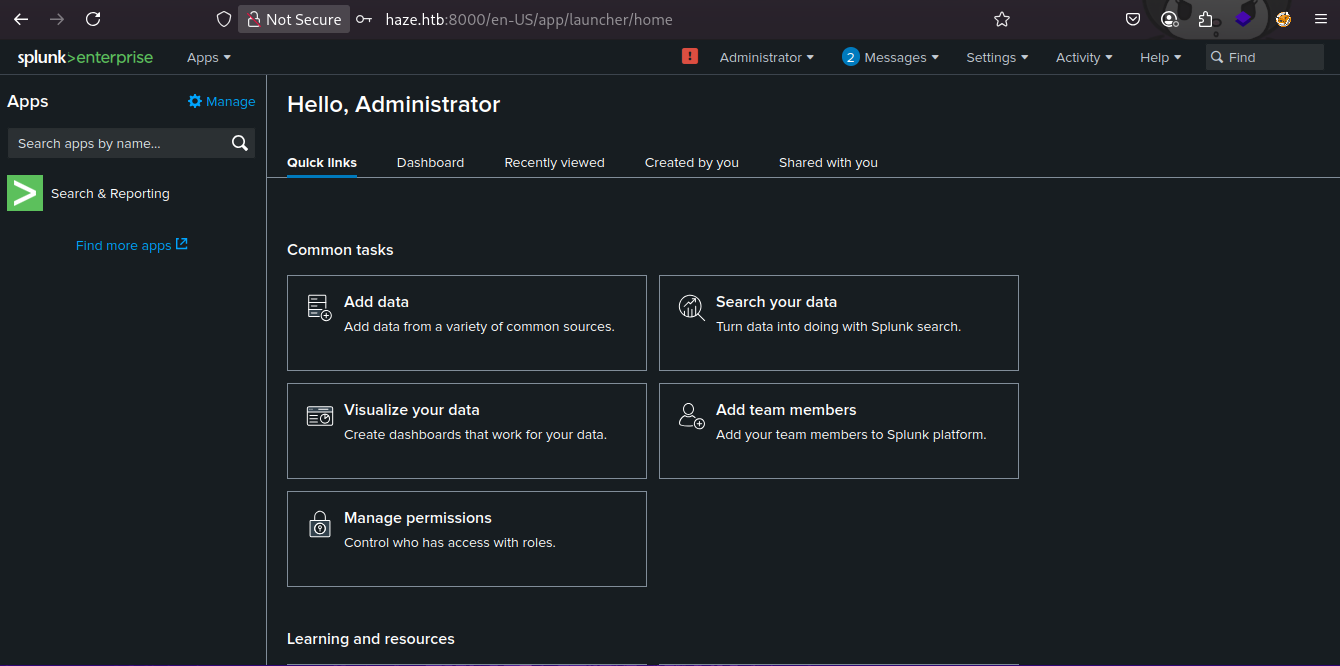 Not Secure haze.htb:8000/en-US/app/launcher/home
splunk>enterprise Apps ! Administrator 2 Messages Settings Activity Help Find
Apps Manage
Search apps by name...
Search & Reporting
Find more apps
Hello, Administrator
Quick links Dashboard Recently viewed Created by you Shared with you
Common tasks
Add data
Add data from a variety of common sources.
Search your data
Turn data into doing with Splunk search.
Visualize your data
Create dashboards that work for your data.
Add team members
Add your team members to Splunk platform.
Manage permissions
Control who has access with roles.
Learning and resources